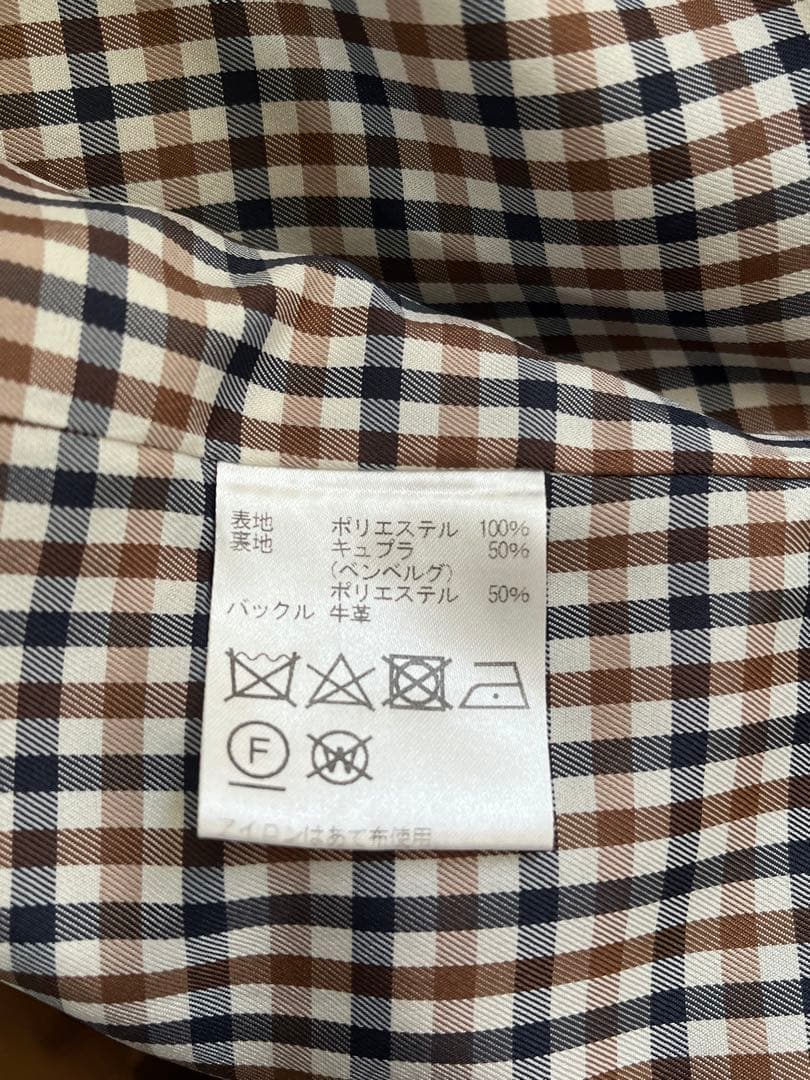 表地 ポリエステル 100%
裏地 キュプラ 50%
(ベンベルグ)
ポリエステル 50%
バックル 牛革
F
W
アイロンはあて布使用